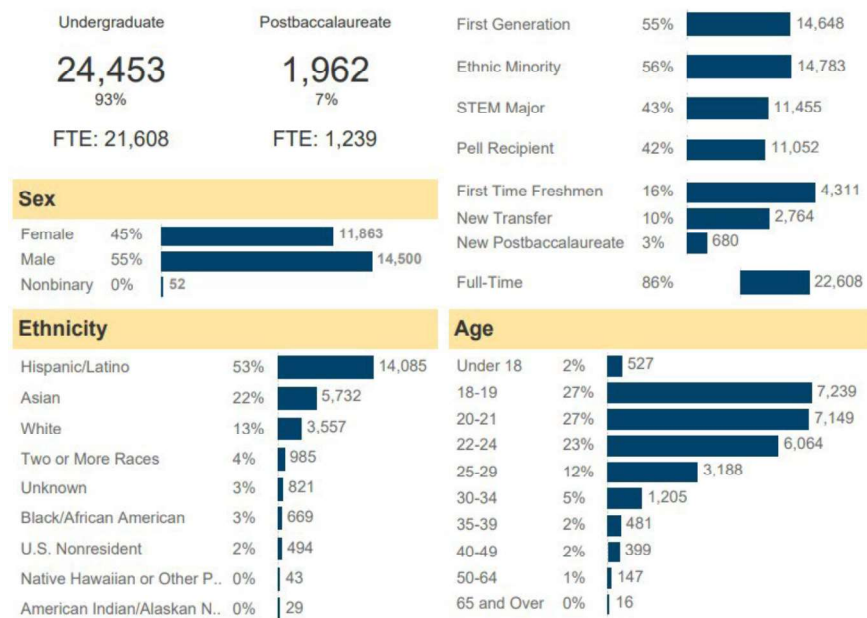 Undergraduate Postbaccalaureate
24,453 1,962
93% 7%
FTE: 21,608 FTE: 1,239
Sex
Female 45% 11,863
Male 55% 14,500
Nonbinary 0% 52
First Generation 55% 14,648
Ethnic Minority 56% 14,783
STEM Major 43% 11,455
Pell Recipient 42% 11,052
First Time Freshmen 16% 4,311
New Transfer 10% 2,764
New Postbaccalaureate 3% 680
Full-Time 86% 22,608
Ethnicity
Hispanic/Latino 53% 14,085
Asian 22% 5,732
White 13% 3,557
Two or More Races 4% 985
Unknown 3% 821
Black/African American 3% 669
U.S. Nonresident 2% 494
Native Hawaiian or Other P.. 0% 43
American Indian/Alaskan N.. 0% 29
Age
Under 18 2% 527
18-19 27% 7,239
20-21 27% 7,149
22-24 23% 6,064
25-29 12% 3,188
30-34 5% 1,205
35-39 2% 481
40-49 2% 399
50-64 1% 147
65 and Over 0% 16